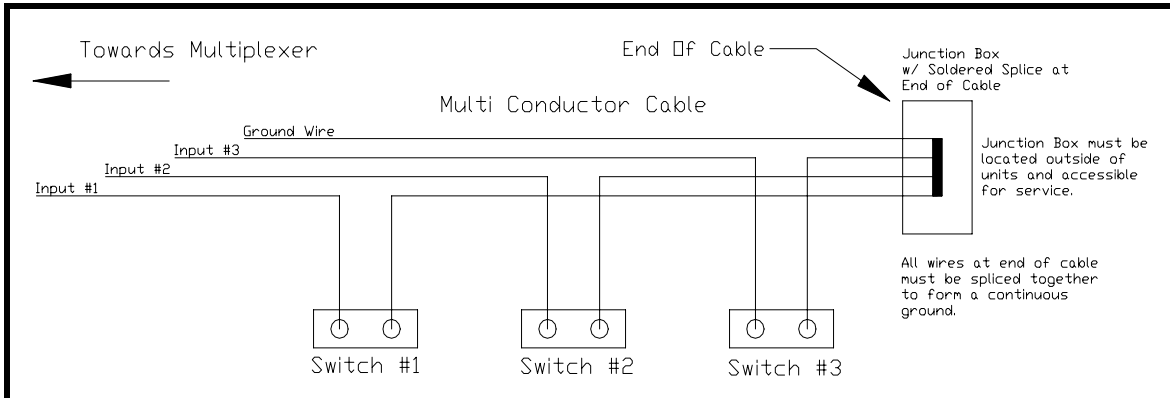 Towards Multiplexer
End Of Cable
Junction Box
w/ Soldered Splice at
End of Cable
Multi Conductor Cable
Ground Wire
Input #3
Input #2
Input #1
Junction Box must be
located outside of
units and accessible
for service.
All wires at end of cable
must be spliced together
to form a continuous
ground.
Switch #1
Switch #2
Switch #3